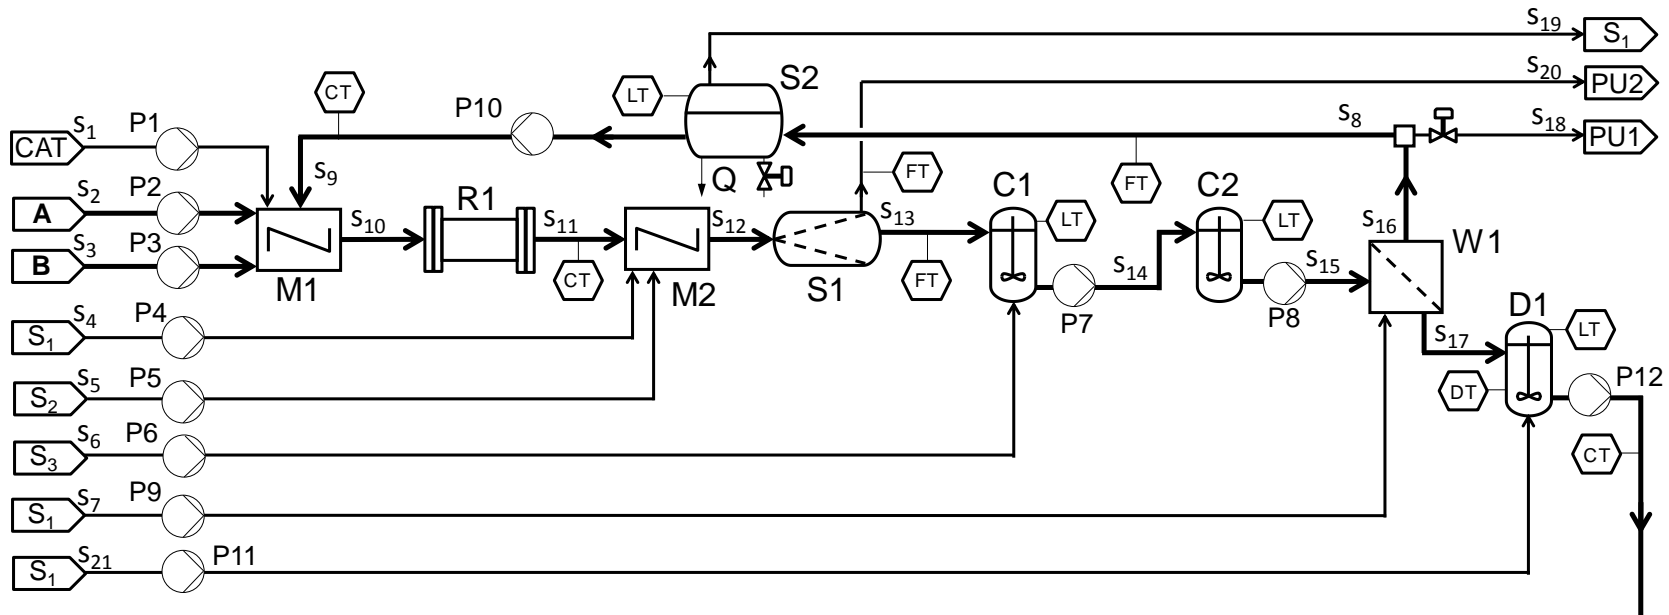 s19
S1
S2
s20
CT
LT
P10
PU2
s1
P1
s8
s18
CAT
PU1
s2
P2
s9
Q
FT
FT
C1
C2
R1
A
s10
s11
s12
s13
LT
LT
s16
s3
P3
W1
B
CT
FT
s14
s15
M1
M2
S1
s4
P4
P7
P8
D1
S1
s17
LT
s5
P5
P12
S2
DT
s6
P6
S3
CT
s7
P9
S1
s21
P11
S1